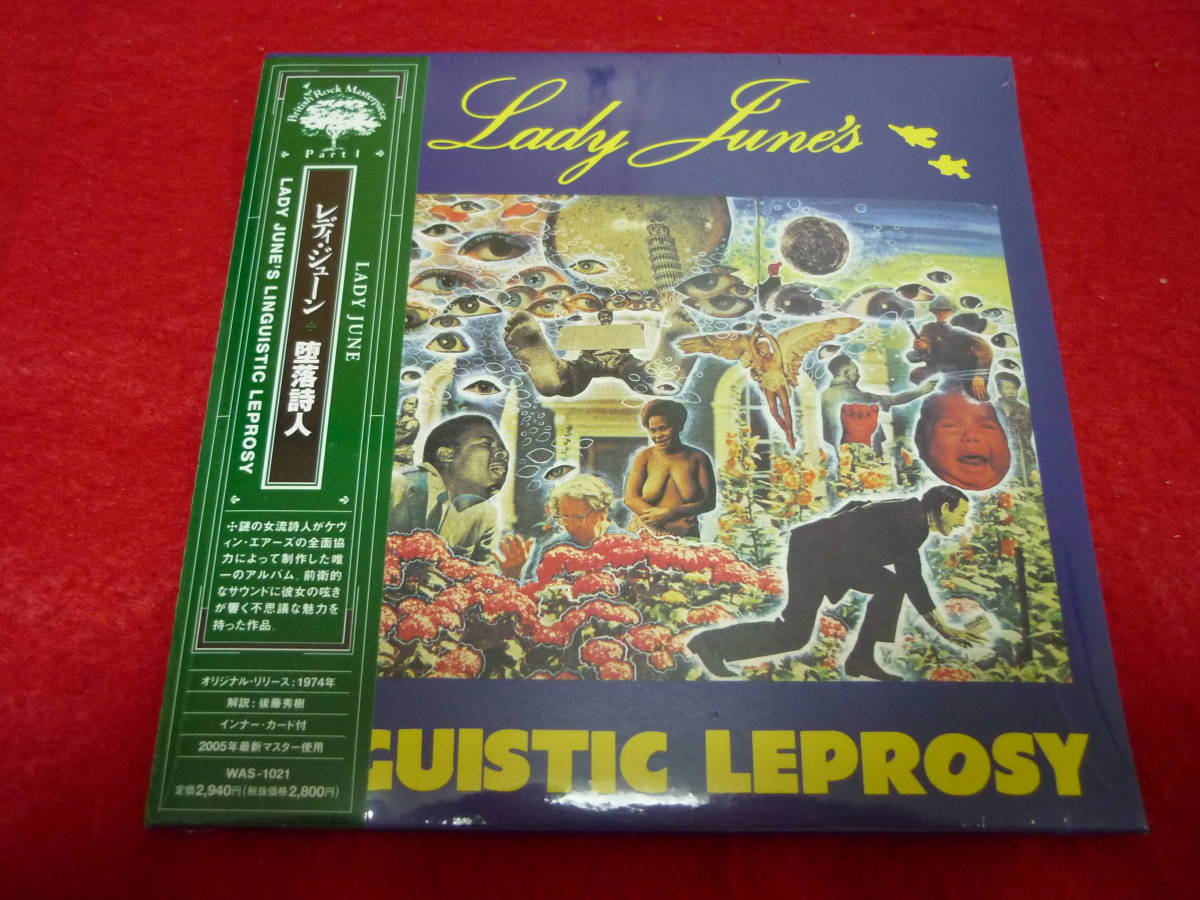 British Rock Masterpiece
Part 1
LADY JUNE
レディ・ジューン
堕落詩人
LADY JUNE'S LINGUISTIC LEPROSY
謎の女流詩人がケヴ
ィン・エアーズの全面協
力によって制作した唯
一のアルバム。前衛的
なサウンドに彼女の呟き
が響く不思議な魅力を
持った作品。
オリジナル・リリース:1974年
解説:後藤秀樹
インナー・カード付
2005年最新マスター使用
WAS-1021
定価2,940円(税抜価格2,800円)
Lady June's
GUISTIC LEPROSY